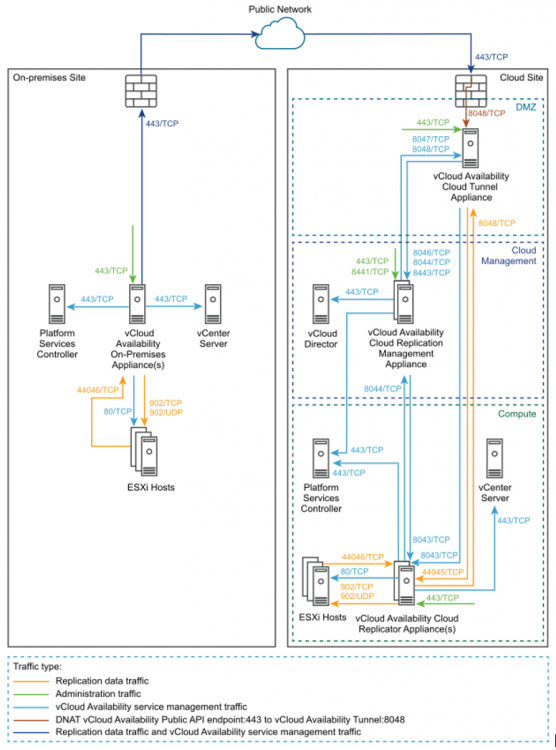 Public Network
On-premises Site
Cloud Site
443/TCP
8048/TCP
DMZ
443/TCP
443/TCP
8047/TCP
8048/TCP
vCloud Availability
Cloud Tunnel
Appliance
8048/TCP
Cloud
Management
443/TCP
8441/TCP
8046/TCP
8044/TCP
8443/TCP
443/TCP
443/TCP
443/TCP
443/TCP
Platform
Services
Controller
vCloud
Availability
On-Premises
Appliance(s)
vCenter
Server
vCloud
Director
vCloud Availability
Cloud Replication
Management
Appliance
44046/TCP
80/TCP
902/TCP
902/UDP
ESXi Hosts
8044/TCP
Compute
443/TCP
443/TCP
Platform
Services
Controller
vCenter
Server
443/TCP
8043/TCP
8043/TCP
44046/TCP
80/TCP
902/TCP
902/UDP
44045/TCP
443/TCP
ESXi Hosts
vCloud Availability Cloud
Replicator Appliance(s)
Traffic type:
Replication data traffic
Administration traffic
vCloud Availability service management traffic
DNAT vCloud Availability Public API endpoint:443 to vCloud Availability Tunnel:8048
Replication data traffic and vCloud Availability service management traffic